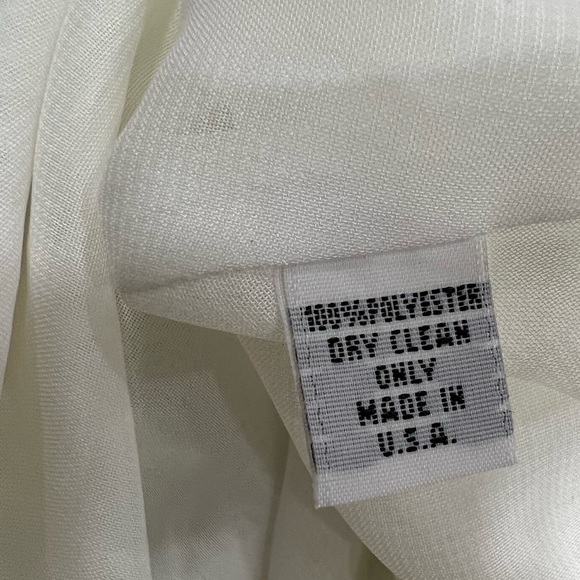 100% POLYESTER
DRY CLEAN
ONLY
MADE IN
U.S.A.